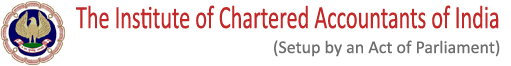 The Institute of Chartered Accountants of India
(Setup by an Act of Parliament)